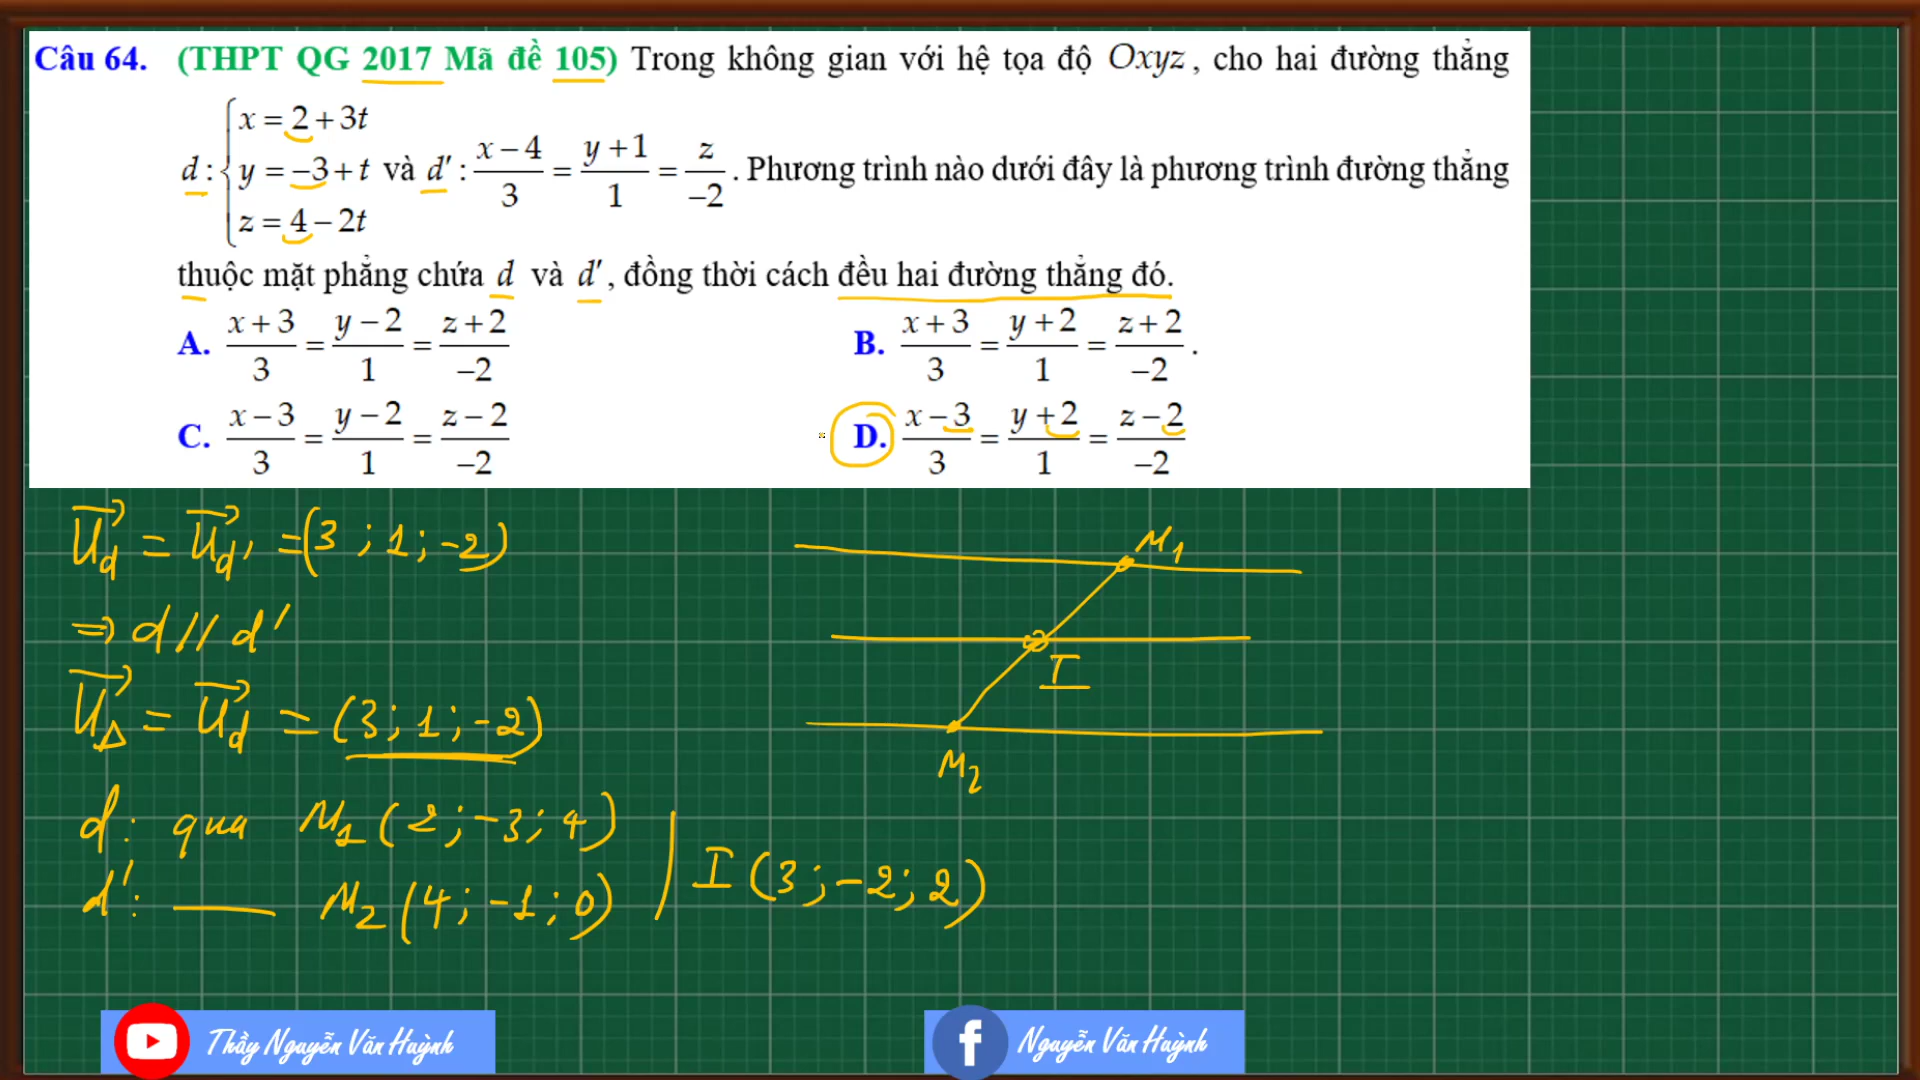 Câu 64. (THPT QG 2017 Mã đề 105) Trong không gian với hệ tọa độ Oxyz, cho hai đường thẳng
d: { x = 2 + 3t
y = −3 + t
z = 4 − 2t
và d′: (x − 4)/3 = (y + 1)/1 = z/−2. Phương trình nào dưới đây là phương trình đường thẳng
thuộc mặt phẳng chứa d và d′, đồng thời cách đều hai đường thẳng đó.
A. (x + 3)/3 = (y − 2)/1 = (z + 2)/−2
B. (x + 3)/3 = (y + 2)/1 = (z + 2)/−2.
C. (x − 3)/3 = (y − 2)/1 = (z − 2)/−2
D. (x − 3)/3 = (y + 2)/1 = (z − 2)/−2
u⃗d = u⃗d' = (3; 1; -2)
⇒ d // d'
u⃗Δ = u⃗d = (3; 1; -2)
d: qua M1 (2; -3; 4)
d': —— M2 (4; -1; 0)
I (3; -2; 2)
M1
I
M2
Thầy Nguyễn Văn Huỳnh
Nguyễn Văn Huỳnh